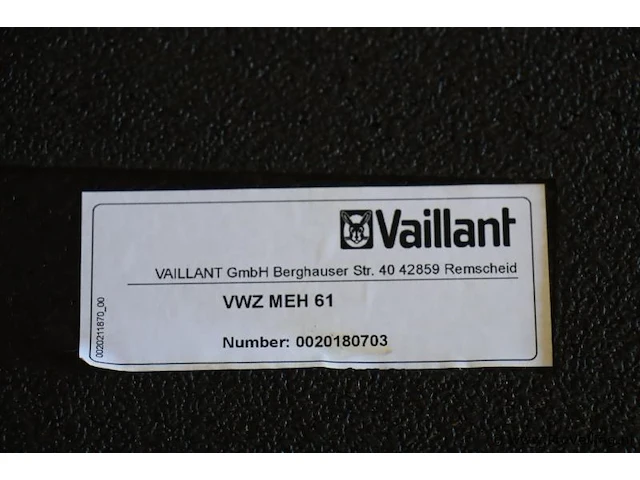 Vaillant
VAILLANT GmbH Berghauser Str. 40 42859 Remscheid
VWZ MEH 61
Number: 0020180703
0020211870_00